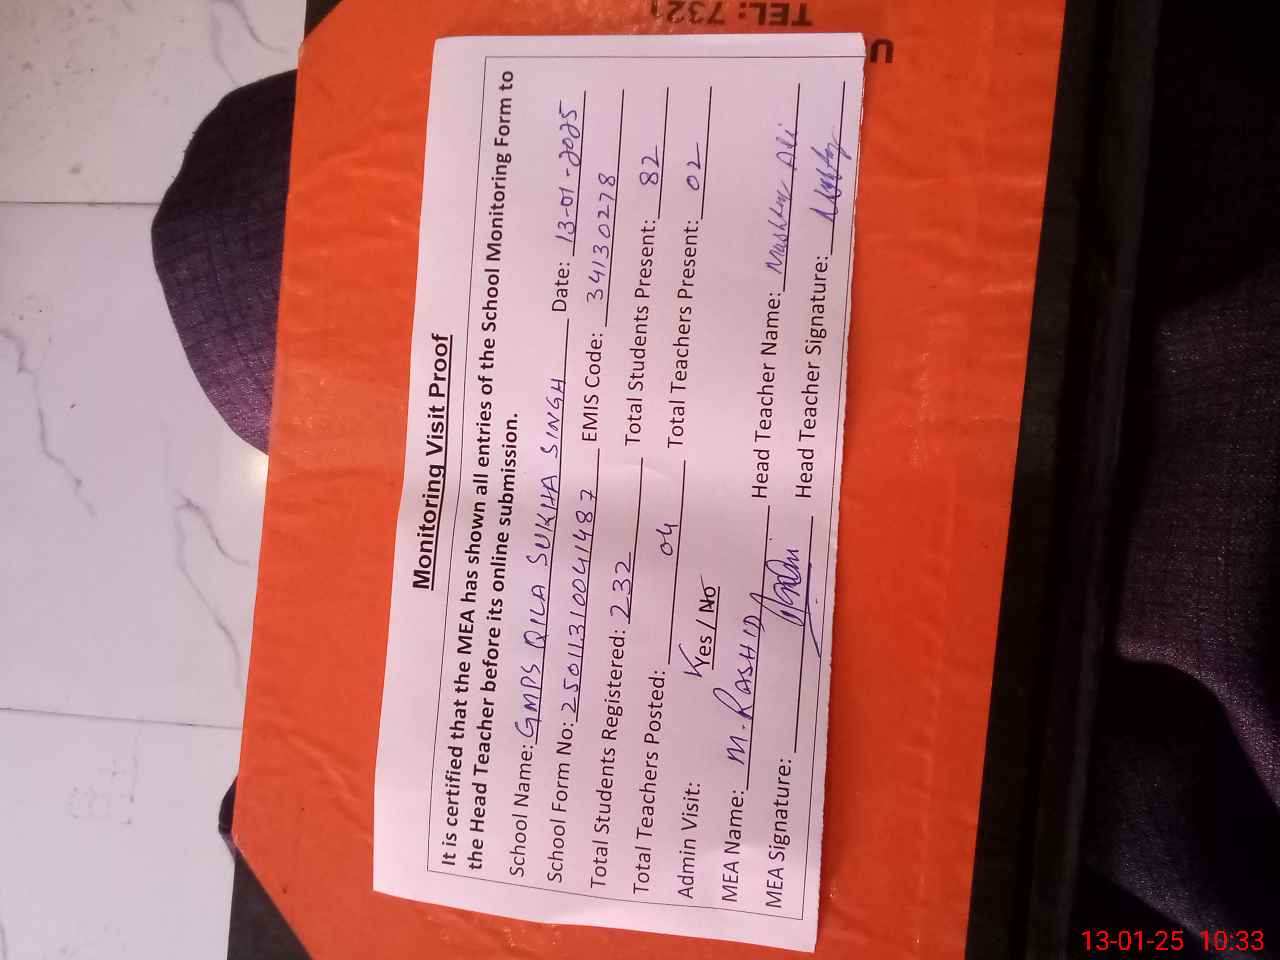 Monitoring Visit Proof
It is certified that the MEA has shown all entries of the School Monitoring Form to
the Head Teacher before its online submission.
School Name: GMPS QILA SUKHA SINGH Date: 13-01-2025
School Form No: 25011310041487 EMIS Code: 34130278
Total Students Registered: 232 Total Students Present: 82
Total Teachers Posted: 04 Total Teachers Present: 02
Admin Visit: Yes / No
MEA Name: M. RASHID Head Teacher Name: Ali
MEA Signature: Head Teacher Signature:
TEL: 7321
U
13-01-25 10:33